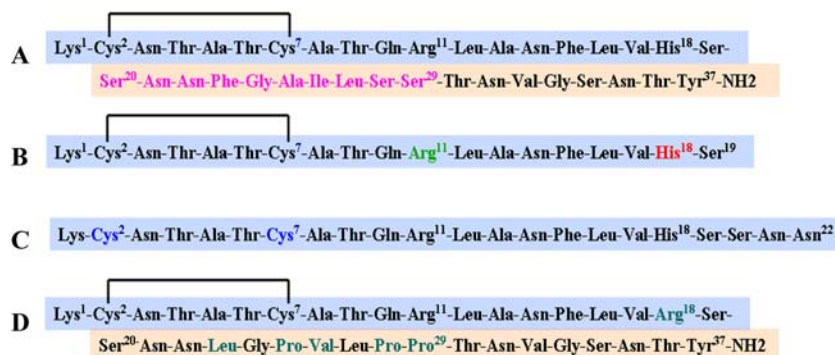 A
Lys¹-Cys²-Asn-Thr-Ala-Thr-Cys⁷-Ala-Thr-Gln-Arg¹¹-Leu-Ala-Asn-Phe-Leu-Val-His¹⁸-Ser-
Ser²⁰-Asn-Asn-Phe-Gly-Ala-Ile-Leu-Ser-Ser²⁹-Thr-Asn-Val-Gly-Ser-Asn-Thr-Tyr³⁷-NH2
B
Lys¹-Cys²-Asn-Thr-Ala-Thr-Cys⁷-Ala-Thr-Gln-Arg¹¹-Leu-Ala-Asn-Phe-Leu-Val-His¹⁸-Ser¹⁹
C
Lys-Cys²-Asn-Thr-Ala-Thr-Cys⁷-Ala-Thr-Gln-Arg¹¹-Leu-Ala-Asn-Phe-Leu-Val-His¹⁸-Ser-Ser-Asn-Asn²²
D
Lys¹-Cys²-Asn-Thr-Ala-Thr-Cys⁷-Ala-Thr-Gln-Arg¹¹-Leu-Ala-Asn-Phe-Leu-Val-Arg¹⁸-Ser-
Ser²⁰-Asn-Asn-Leu-Gly-Pro-Val-Leu-Pro-Pro²⁹-Thr-Asn-Val-Gly-Ser-Asn-Thr-Tyr³⁷-NH2